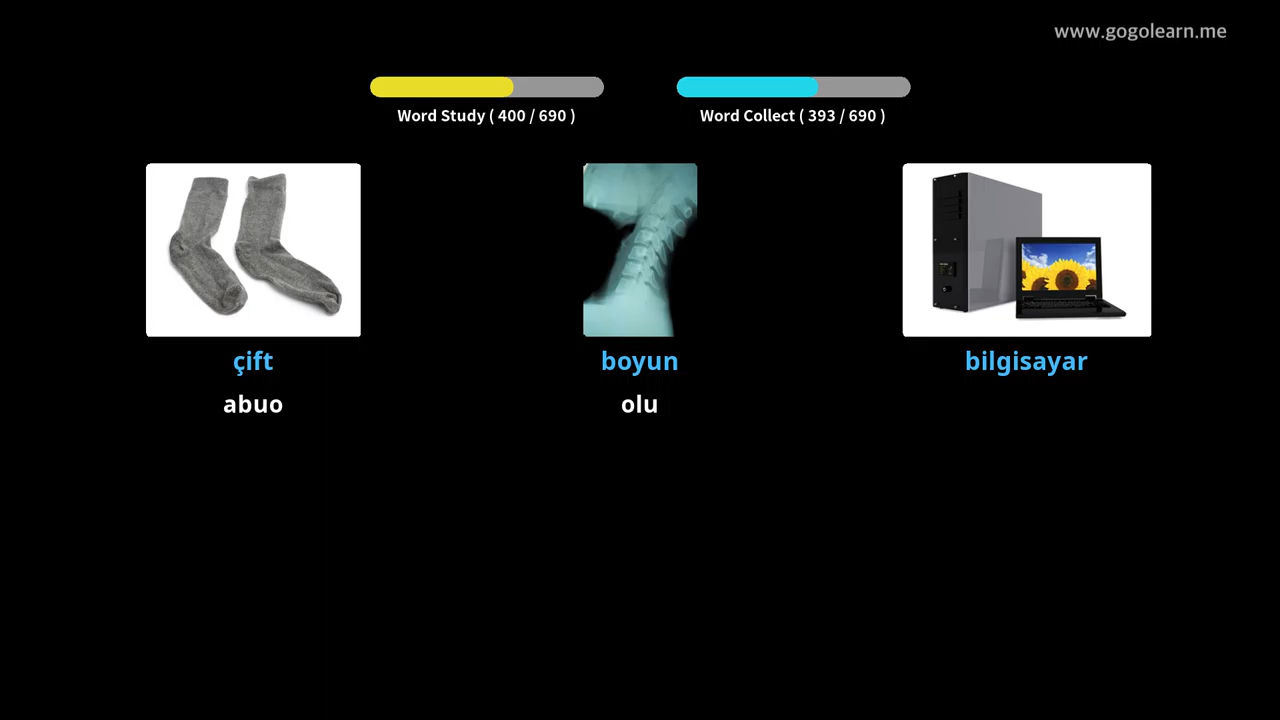 www.gogolearn.me
Word Study ( 400 / 690 )
Word Collect ( 393 / 690 )
çift
boyun
bilgisayar
abuo
olu